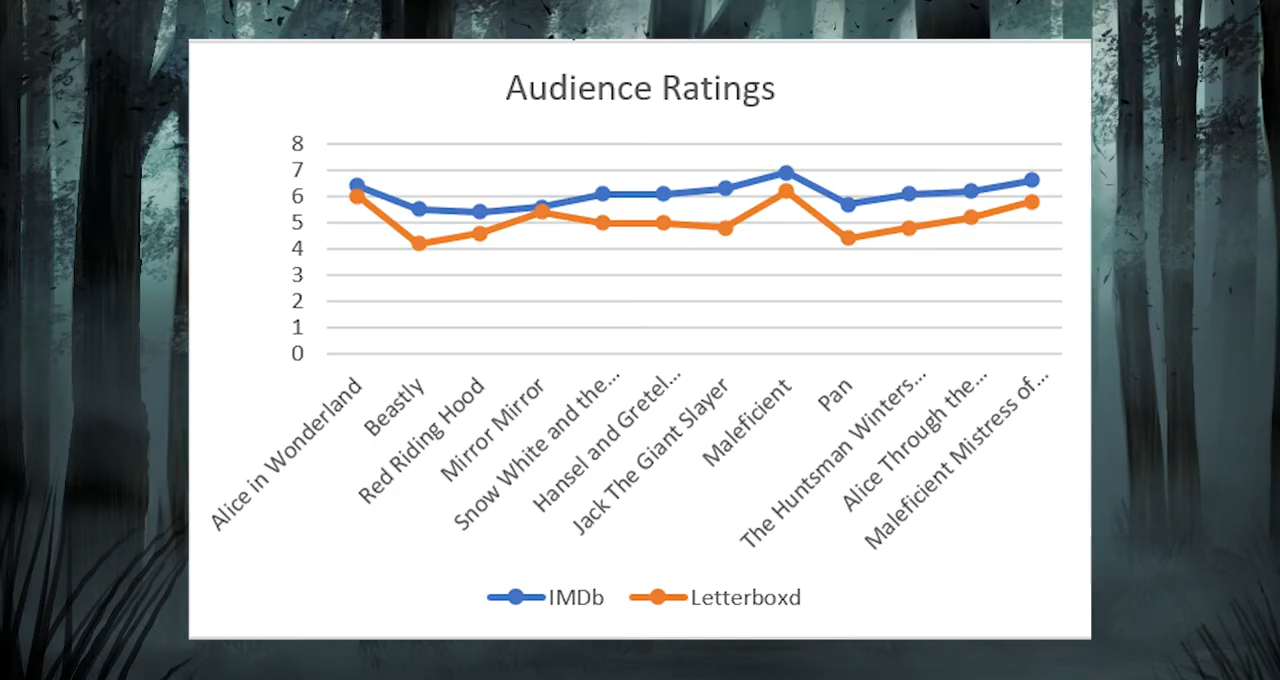 Audience Ratings
8
7
6
5
4
3
2
1
0
Alice in Wonderland
Beastly
Red Riding Hood
Mirror Mirror
Snow White and the...
Hansel and Gretel...
Jack The Giant Slayer
Maleficent
Pan
The Huntsman Winters...
Alice Through the...
Maleficient Mistress of...
IMDb
Letterboxd